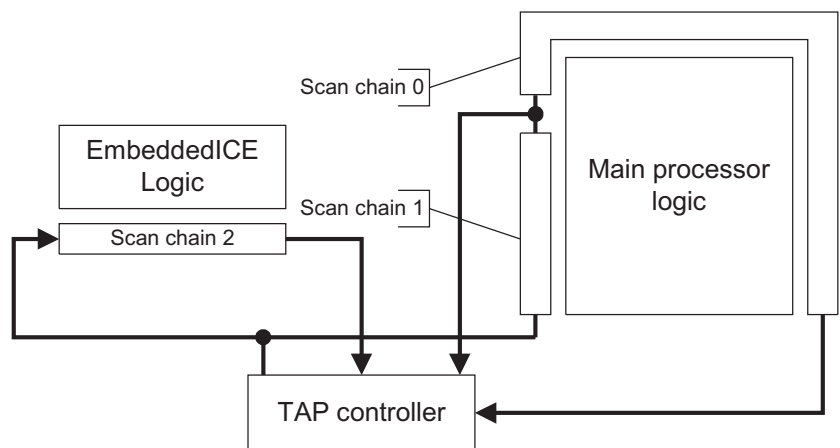 Scan chain 0
EmbeddedICE
Logic
Main processor
logic
Scan chain 1
Scan chain 2
TAP controller